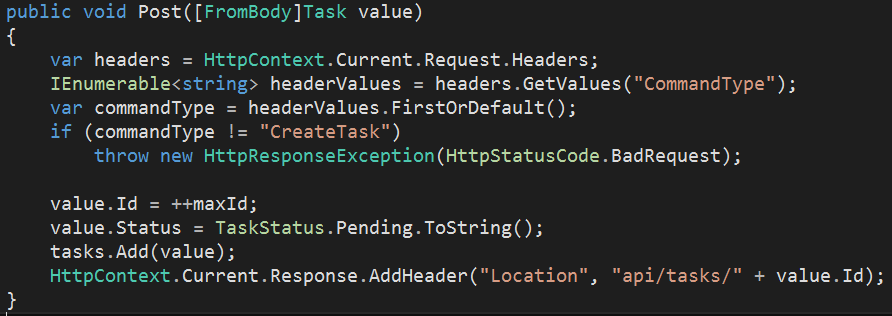 public void Post([FromBody]Task value)
{
    var headers = HttpContext.Current.Request.Headers;
    IEnumerable<string> headerValues = headers.GetValues("CommandType");
    var commandType = headerValues.FirstOrDefault();
    if (commandType != "CreateTask")
        throw new HttpResponseException(HttpStatusCode.BadRequest);

    value.Id = ++maxId;
    value.Status = TaskStatus.Pending.ToString();
    tasks.Add(value);
    HttpContext.Current.Response.AddHeader("Location", "api/tasks/" + value.Id);
}